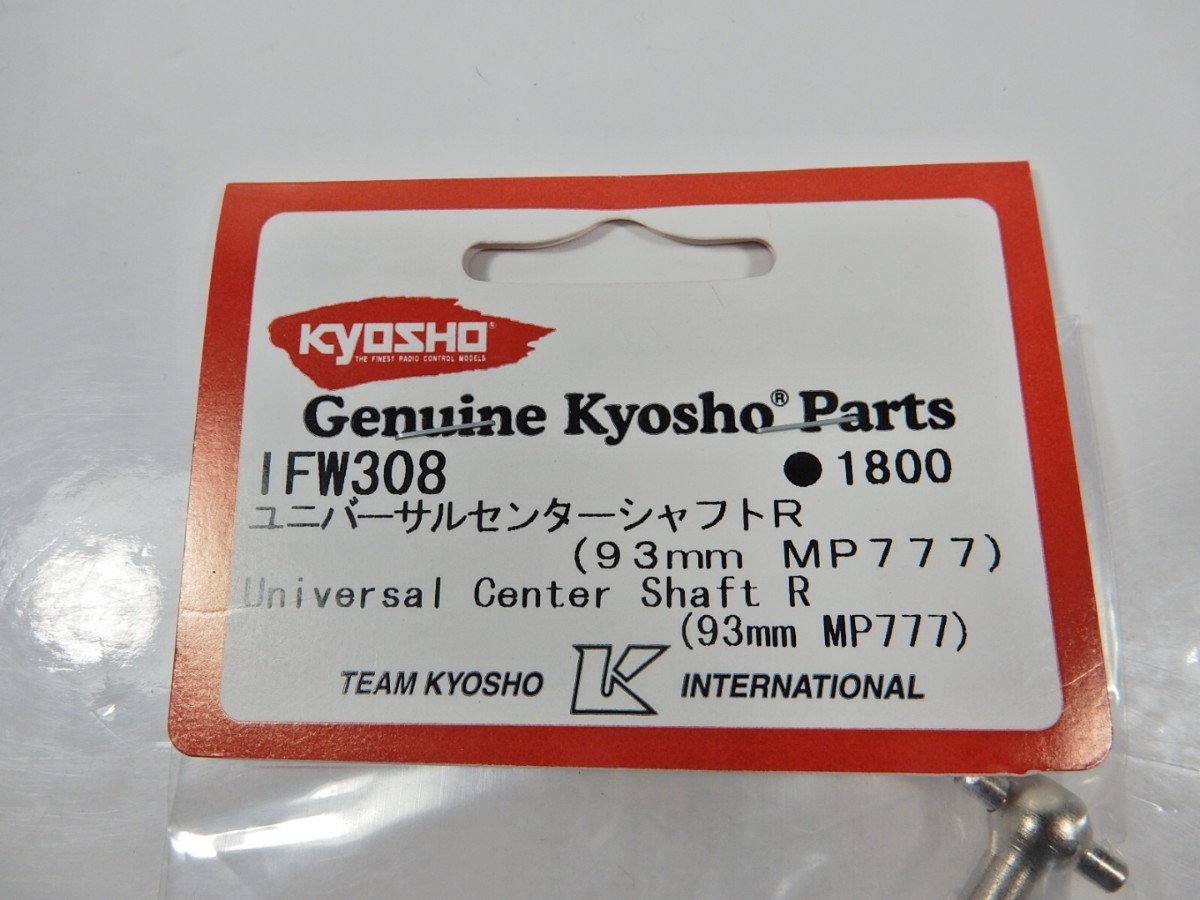 KYOSHO®
THE FINEST RADIO CONTROL MODELS
Genuine Kyosho® Parts
IFW308 ●1800
ユニバーサルセンターシャフトR
(93mm MP777)
Universal Center Shaft R
(93mm MP777)
TEAM KYOSHO K INTERNATIONAL